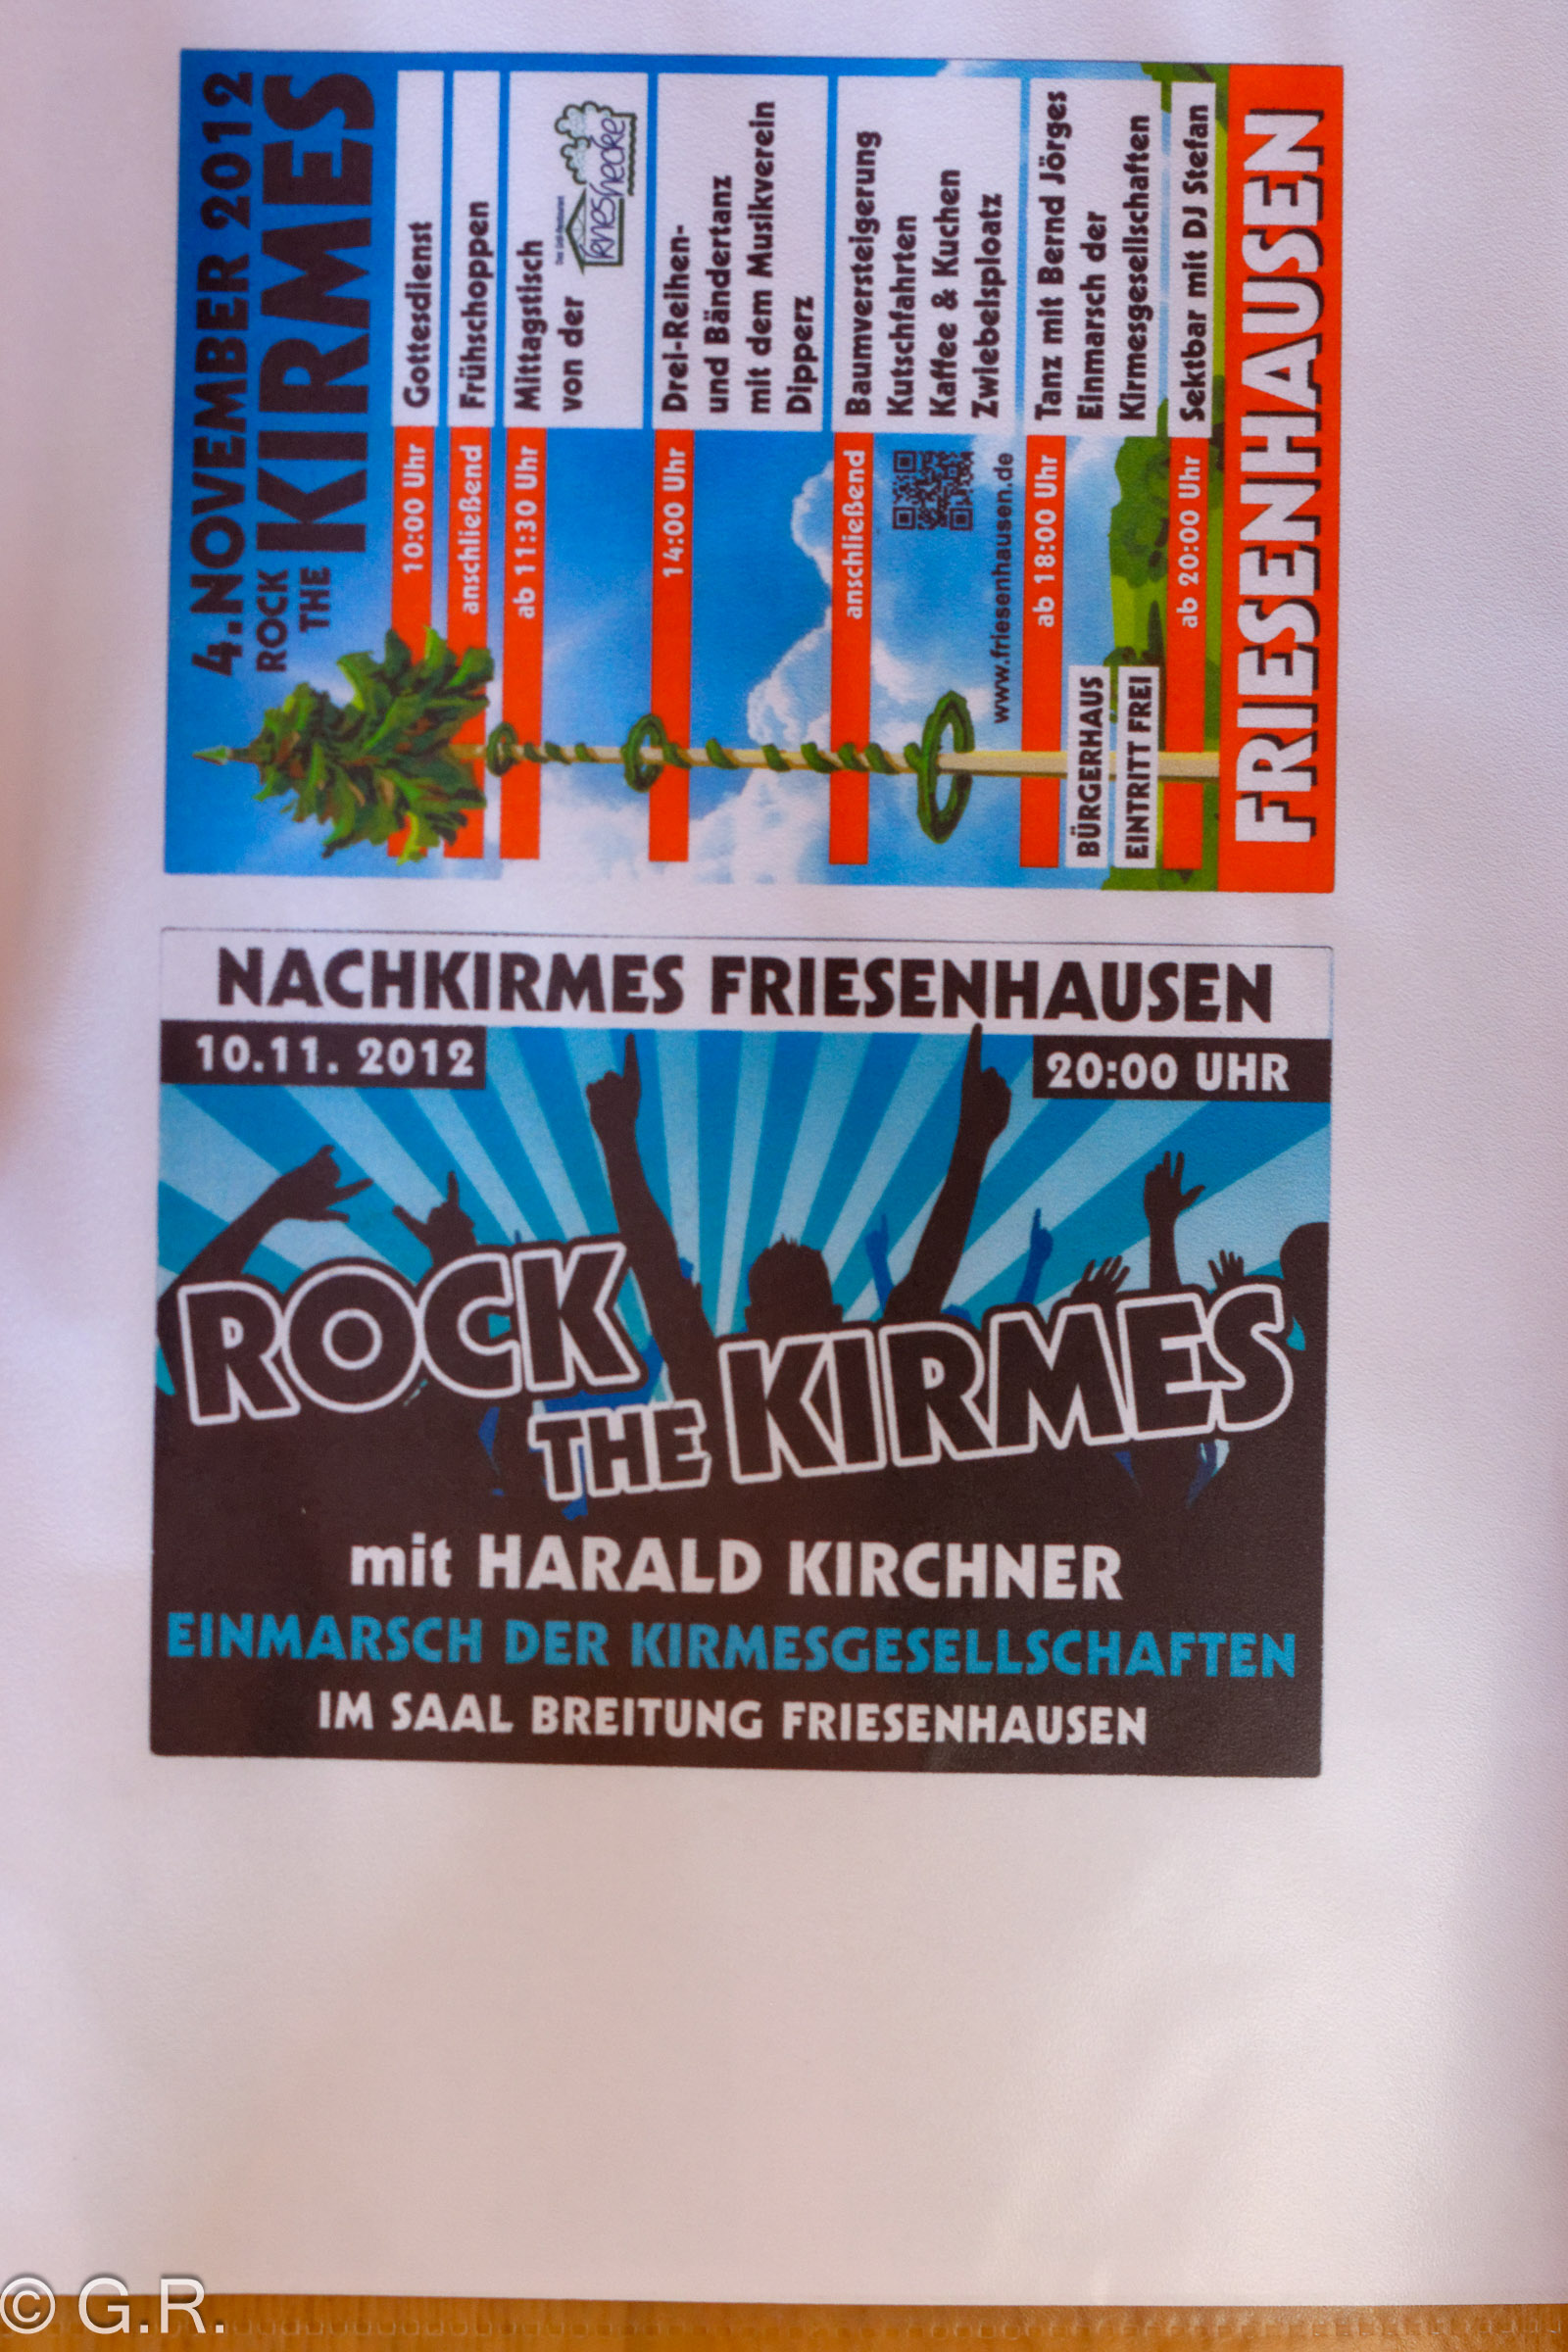 4.NOVEMBER 2012
ROCK
THE
KIRMES
10:00 Uhr Gottesdienst
anschließend Frühschoppen
ab 11:30 Uhr Mittagstisch
von der
14:00 Uhr Drei-Reihen-
und Bändertanz
mit dem Musikverein
Dipperz
anschließend Baumversteigerung
Kutschfahrten
Kaffee & Kuchen
Zwiebelsploatz
www.friesenhausen.de
ab 18:00 Uhr Tanz mit Bernd Jörges
Einmarsch der
Kirmesgesellschaften
BÜRGERHAUS
EINTRITT FREI
ab 20:00 Uhr Sektbar mit DJ Stefan
FRIESENHAUSEN
NACHKIRMES FRIESENHAUSEN
10.11. 2012 20:00 UHR
ROCK
THE KIRMES
mit HARALD KIRCHNER
EINMARSCH DER KIRMESGESELLSCHAFTEN
IM SAAL BREITUNG FRIESENHAUSEN
© G.R.